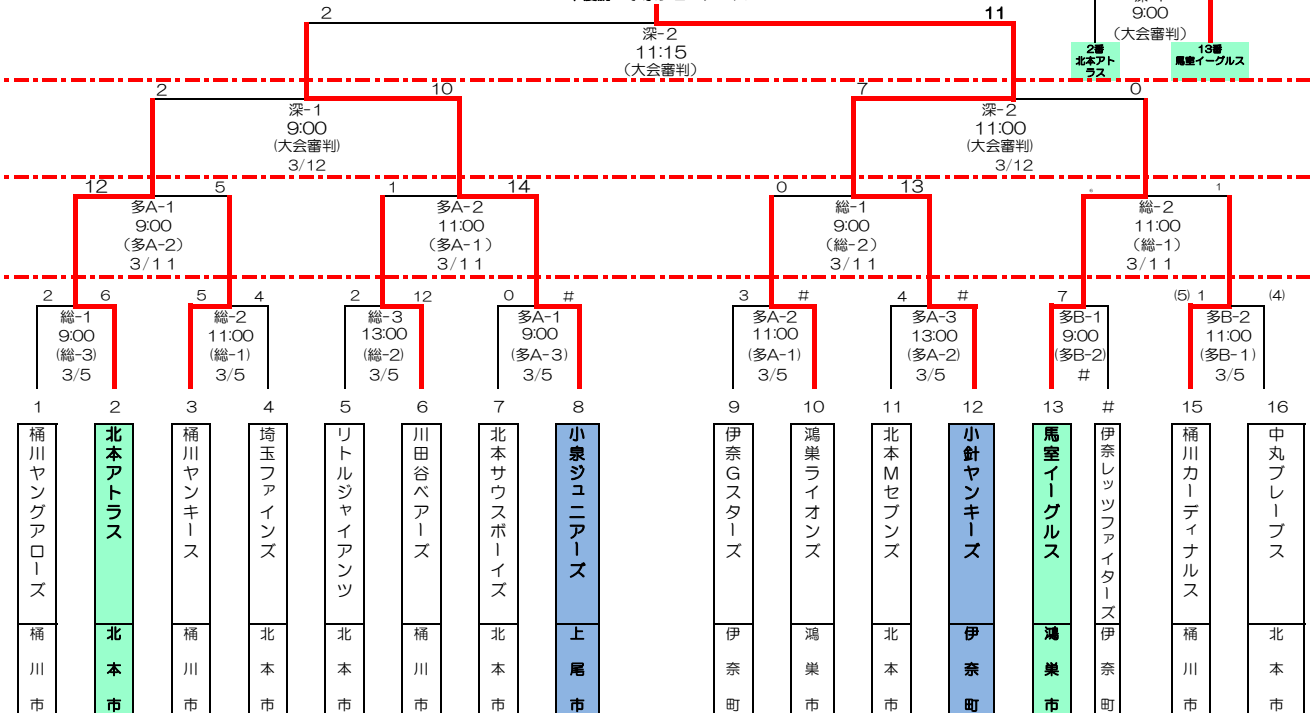 2
11
深-2
11:15
(大会審判)
9:00
(大会審判)
2番
北本アト
ラス
13番
馬室イーグルス
2
10
7
0
深-1
9:00
(大会審判)
3/12
深-2
11:00
(大会審判)
3/12
12
5
1
14
0
13
1
多A-1
9:00
(多A-2)
3/11
多A-2
11:00
(多A-1)
3/11
総-1
9:00
(総-2)
3/11
総-2
11:00
(総-1)
3/11
2
6
5
4
2
12
0
#
3
#
4
#
7
(5) 1
(4)
総-1
9:00
(総-3)
3/5
総-2
11:00
(総-1)
3/5
総-3
13:00
(総-2)
3/5
多A-1
9:00
(多A-3)
3/5
多A-2
11:00
(多A-1)
3/5
多A-3
13:00
(多A-2)
3/5
多B-1
9:00
(多B-2)
#
多B-2
11:00
(多B-1)
3/5
1
2
3
4
5
6
7
8
9
10
11
12
13
#
15
16
桶川ヤングアローズ
北本アトラス
桶川ヤンキース
埼玉ファインズ
リトルジャイアンツ
川田谷ベアーズ
北本サウスボーイズ
小泉ジュニアーズ
伊奈Gスターズ
鴻巣ライオンズ
北本Mセブンズ
小針ヤンキーズ
馬室イーグルス
伊奈レッツファイターズ
桶川カーディナルス
中丸ブレーブス
桶川市
北本市
桶川市
北本市
北本市
桶川市
北本市
上尾市
伊奈町
鴻巣市
北本市
伊奈町
鴻巣市
伊奈町
桶川市
北本市